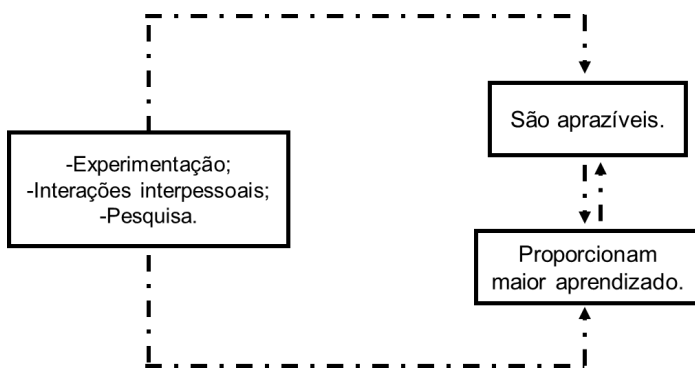 -Experimentação;
-Interações interpessoais;
-Pesquisa.
São aprazíveis.
Proporcionam
maior aprendizado.